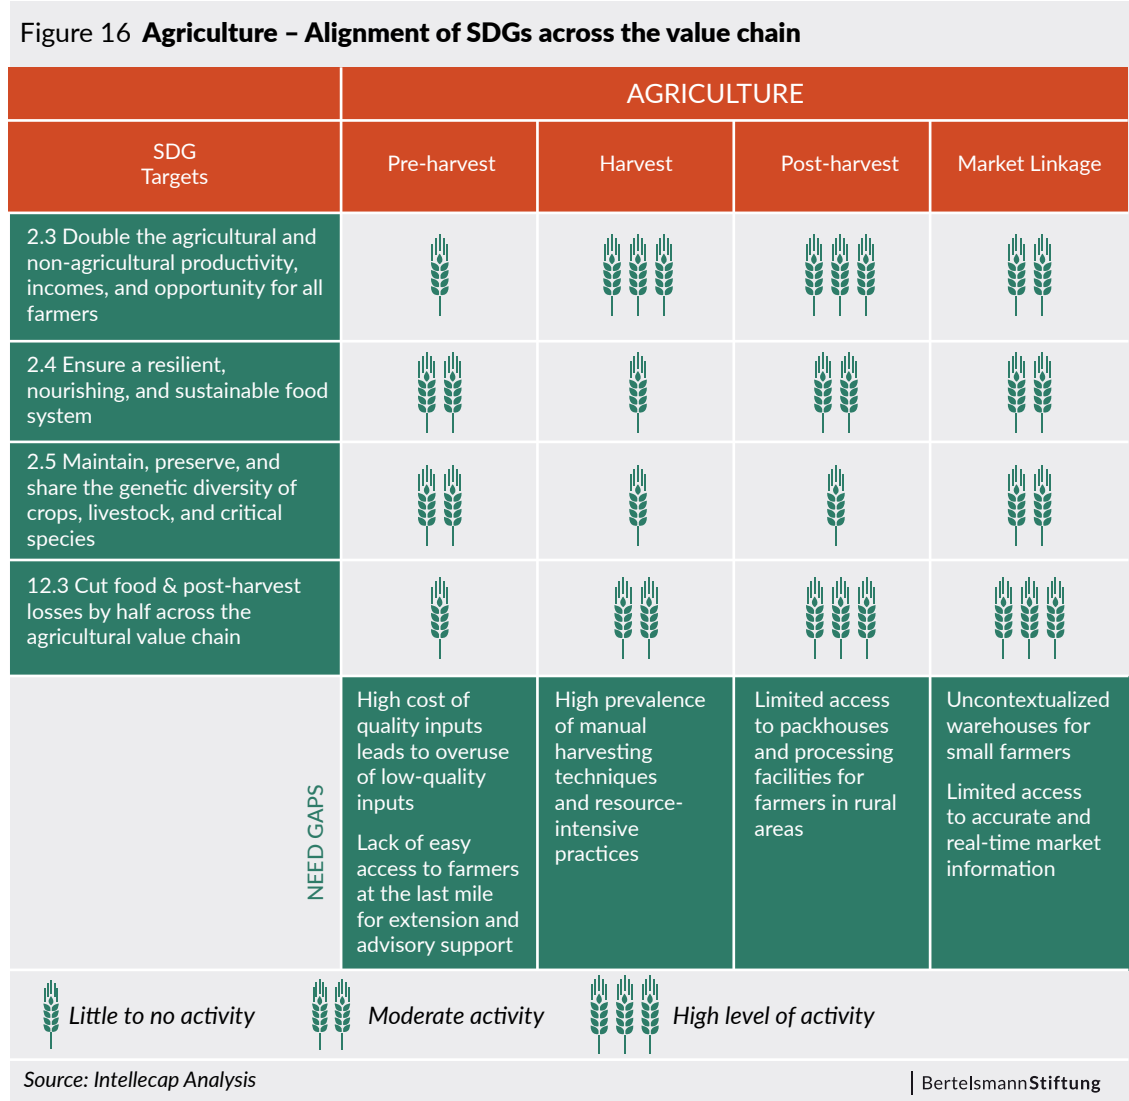 Figure 16 Agriculture – Alignment of SDGs across the value chain
AGRICULTURE
SDG
Targets
Pre-harvest
Harvest
Post-harvest
Market Linkage
2.3 Double the agricultural and
non-agricultural productivity,
incomes, and opportunity for all
farmers
2.4 Ensure a resilient,
nourishing, and sustainable food
system
2.5 Maintain, preserve, and
share the genetic diversity of
crops, livestock, and critical
species
12.3 Cut food & post-harvest
losses by half across the
agricultural value chain
NEED GAPS
High cost of
quality inputs
leads to overuse
of low-quality
inputs
Lack of easy
access to farmers
at the last mile
for extension and
advisory support
High prevalence
of manual
harvesting
techniques
and resource-
intensive
practices
Limited access
to packhouses
and processing
facilities for
farmers in rural
areas
Uncontextualized
warehouses for
small farmers
Limited access
to accurate and
real-time market
information
Little to no activity
Moderate activity
High level of activity
Source: Intellecap Analysis
BertelsmannStiftung